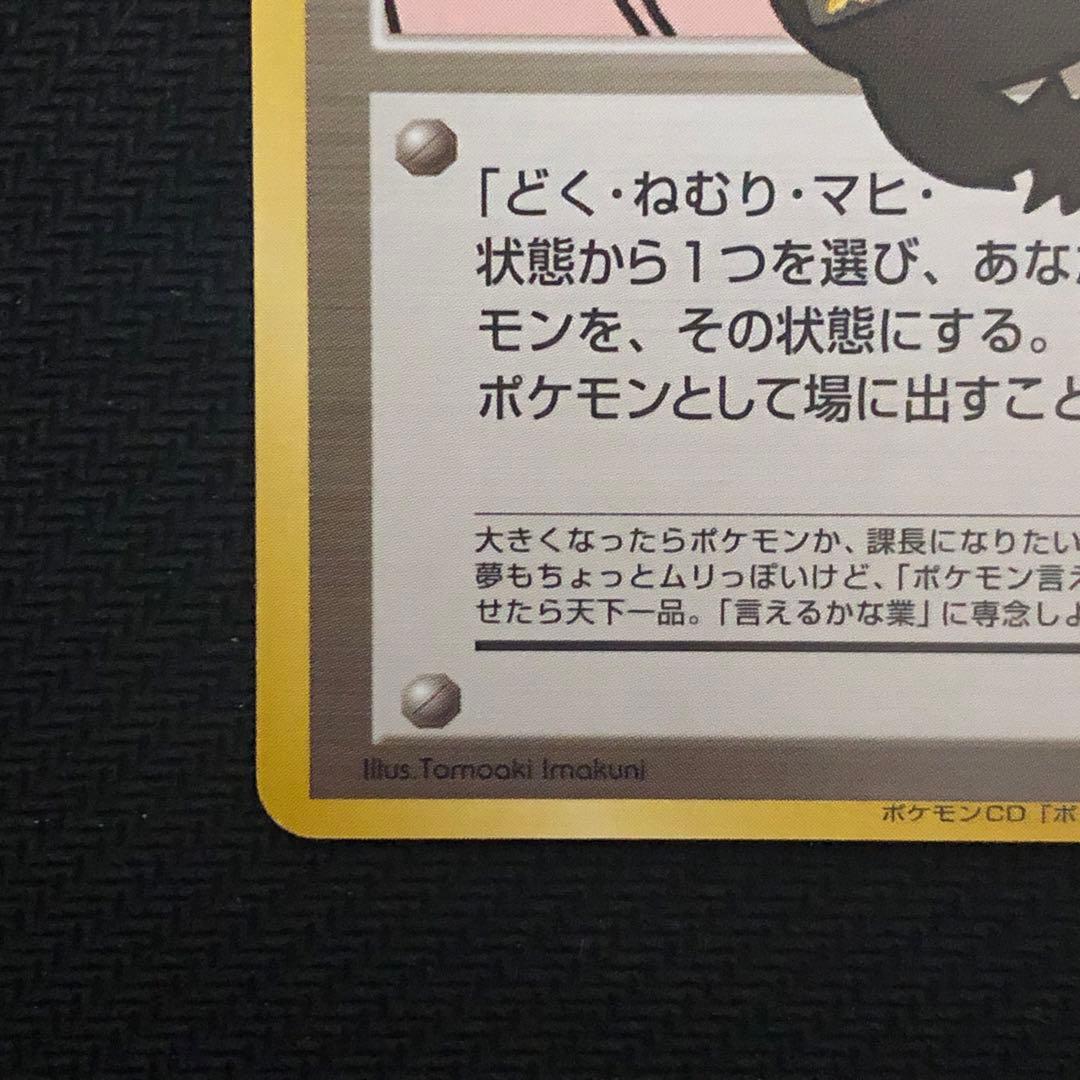 「どく・ねむり・マヒ・
状態から1つを選び、あな
モンを、その状態にする。
ポケモンとして場に出すこと
大きくなったらポケモンか、課長になりたい
夢もちょっとムリっぽいけど、「ポケモン言え
せたら天下一品。「言えるかな業」に専念しよ
Illus.Tomoaki Imakuni
ポケモンCD「ポ